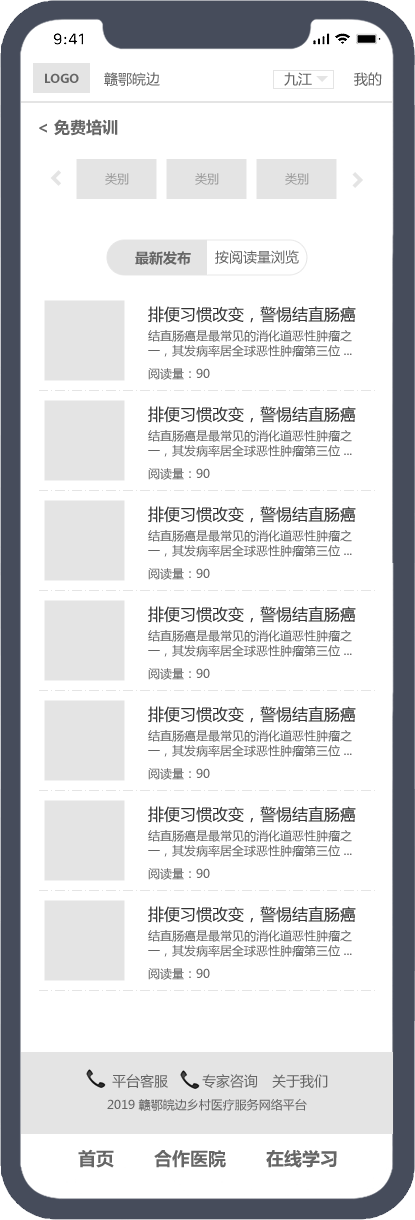 9:41
LOGO 赣鄂皖边 九江 我的
< 免费培训
类别 类别 类别
最新发布 按阅读量浏览
排便习惯改变，警惕结直肠癌
结直肠癌是最常见的消化道恶性肿瘤之
一，其发病率居全球恶性肿瘤第三位 ...
阅读量：90
排便习惯改变，警惕结直肠癌
结直肠癌是最常见的消化道恶性肿瘤之
一，其发病率居全球恶性肿瘤第三位 ...
阅读量：90
排便习惯改变，警惕结直肠癌
结直肠癌是最常见的消化道恶性肿瘤之
一，其发病率居全球恶性肿瘤第三位 ...
阅读量：90
排便习惯改变，警惕结直肠癌
结直肠癌是最常见的消化道恶性肿瘤之
一，其发病率居全球恶性肿瘤第三位 ...
阅读量：90
排便习惯改变，警惕结直肠癌
结直肠癌是最常见的消化道恶性肿瘤之
一，其发病率居全球恶性肿瘤第三位 ...
阅读量：90
排便习惯改变，警惕结直肠癌
结直肠癌是最常见的消化道恶性肿瘤之
一，其发病率居全球恶性肿瘤第三位 ...
阅读量：90
排便习惯改变，警惕结直肠癌
结直肠癌是最常见的消化道恶性肿瘤之
一，其发病率居全球恶性肿瘤第三位 ...
阅读量：90
平台客服 专家咨询 关于我们
2019 赣鄂皖边乡村医疗服务网络平台
首页 合作医院 在线学习